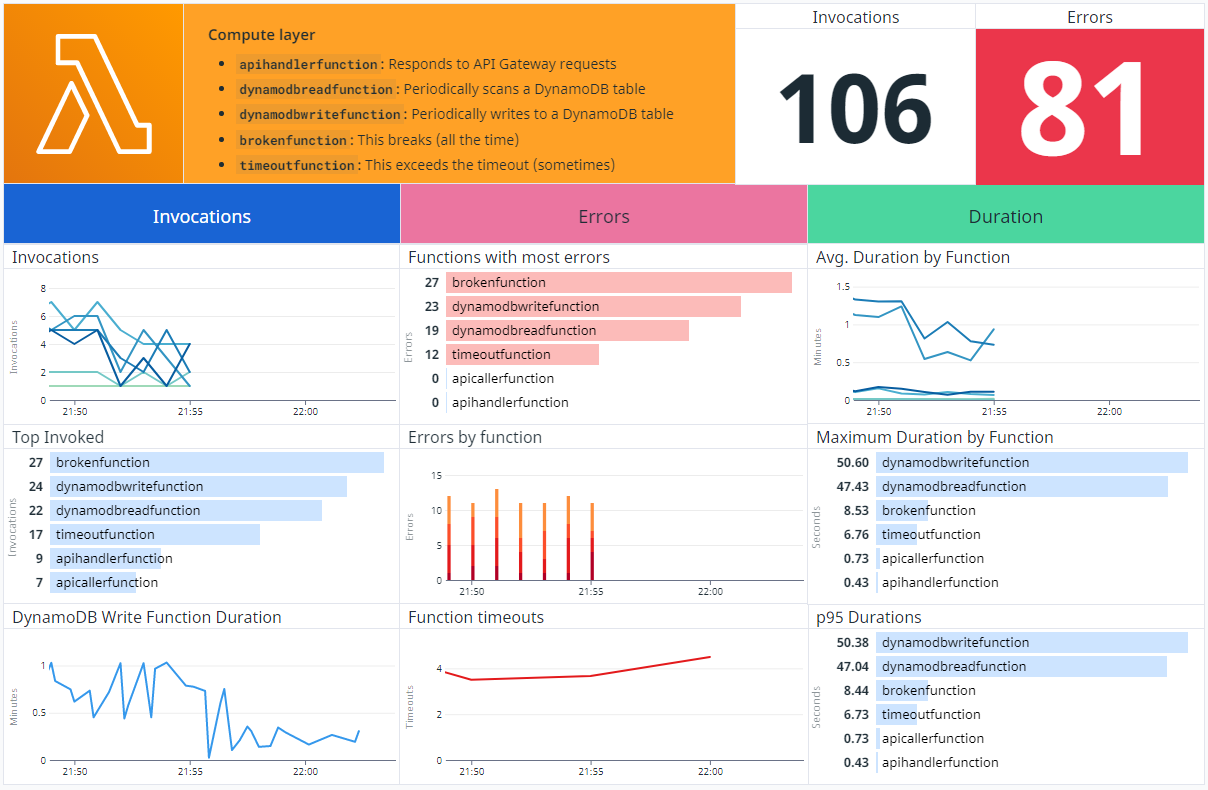 Compute layer
• apihandlerfunction: Responds to API Gateway requests
• dynamodbreadfunction: Periodically scans a DynamoDB table
• dynamodbwritefunction: Periodically writes to a DynamoDB table
• brokenfunction: This breaks (all the time)
• timeoutfunction: This exceeds the timeout (sometimes)
Invocations
106
Errors
81
Invocations
Errors
Duration
Invocations
Invocations
8
6
4
2
0
21:50
21:55
22:00
Functions with most errors
Errors
27 brokenfunction
23 dynamodbwritefunction
19 dynamodbreadfunction
12 timeoutfunction
0 apicallerfunction
0 apihandlerfunction
Avg. Duration by Function
Minutes
1.5
1
0.5
0
21:50
21:55
22:00
Top Invoked
Invocations
27 brokenfunction
24 dynamodbwritefunction
22 dynamodbreadfunction
17 timeoutfunction
9 apihandlerfunction
7 apicallerfunction
Errors by function
Errors
15
10
5
0
21:50
21:55
22:00
Maximum Duration by Function
Seconds
50.60 dynamodbwritefunction
47.43 dynamodbreadfunction
8.53 brokenfunction
6.76 timeoutfunction
0.73 apicallerfunction
0.43 apihandlerfunction
DynamoDB Write Function Duration
Minutes
1
0.5
0
21:50
21:55
22:00
Function timeouts
Timeouts
4
2
0
21:50
21:55
22:00
p95 Durations
Seconds
50.38 dynamodbwritefunction
47.04 dynamodbreadfunction
8.44 brokenfunction
6.73 timeoutfunction
0.73 apicallerfunction
0.43 apihandlerfunction